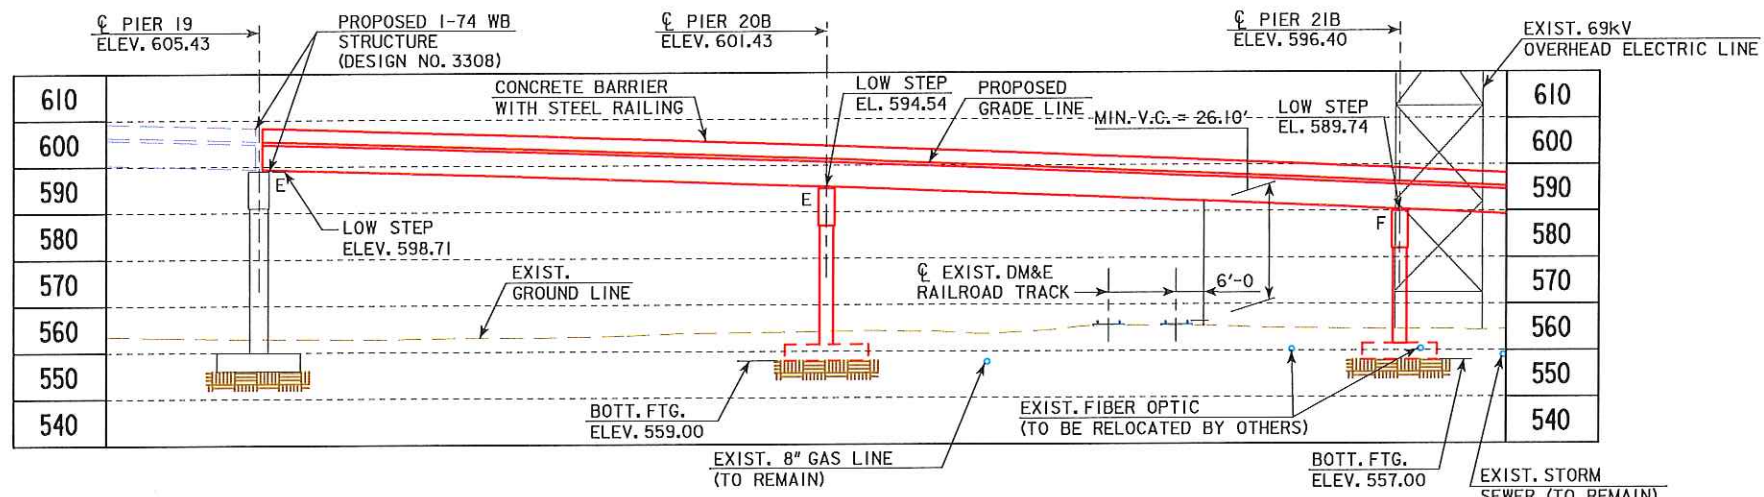 ℄ PIER 19
ELEV. 605.43
PROPOSED I-74 WB
STRUCTURE
(DESIGN NO. 3308)
℄ PIER 20B
ELEV. 601.43
℄ PIER 21B
ELEV. 596.40
EXIST. 69kV
OVERHEAD ELECTRIC LINE
CONCRETE BARRIER
WITH STEEL RAILING
LOW STEP
EL. 594.54
PROPOSED
GRADE LINE
MIN. V.C. = 26.10'
LOW STEP
EL. 589.74
610
600
590
580
570
560
550
540
610
600
590
580
570
560
550
540
E
E
F
LOW STEP
ELEV. 598.71
EXIST.
GROUND LINE
℄ EXIST. DM&E
RAILROAD TRACK
6'-0
BOTT. FTG.
ELEV. 559.00
EXIST. FIBER OPTIC
(TO BE RELOCATED BY OTHERS)
EXIST. 8" GAS LINE
(TO REMAIN)
BOTT. FTG.
ELEV. 557.00
EXIST. STORM
SEWER (TO REMAIN)